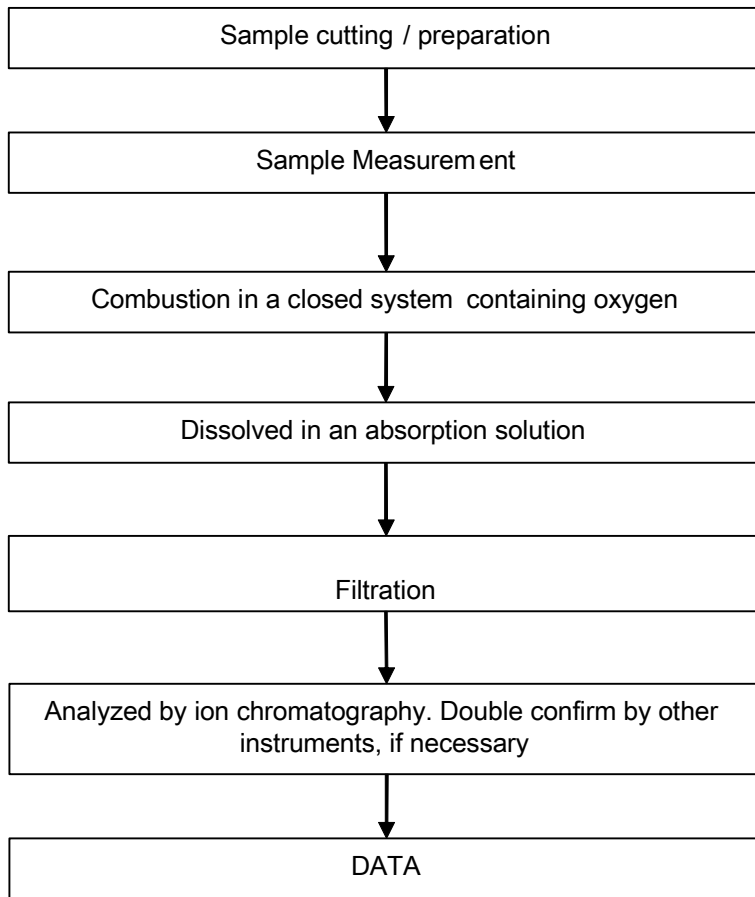 Sample cutting / preparation
Sample Measurement
Combustion in a closed system containing oxygen
Dissolved in an absorption solution
Filtration
Analyzed by ion chromatography. Double confirm by other
instruments, if necessary
DATA